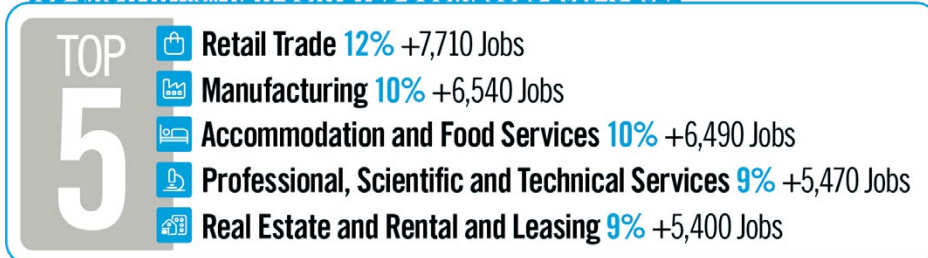 TOP
5
Retail Trade 12% +7,710 Jobs
Manufacturing 10% +6,540 Jobs
Accommodation and Food Services 10% +6,490 Jobs
Professional, Scientific and Technical Services 9% +5,470 Jobs
Real Estate and Rental and Leasing 9% +5,400 Jobs